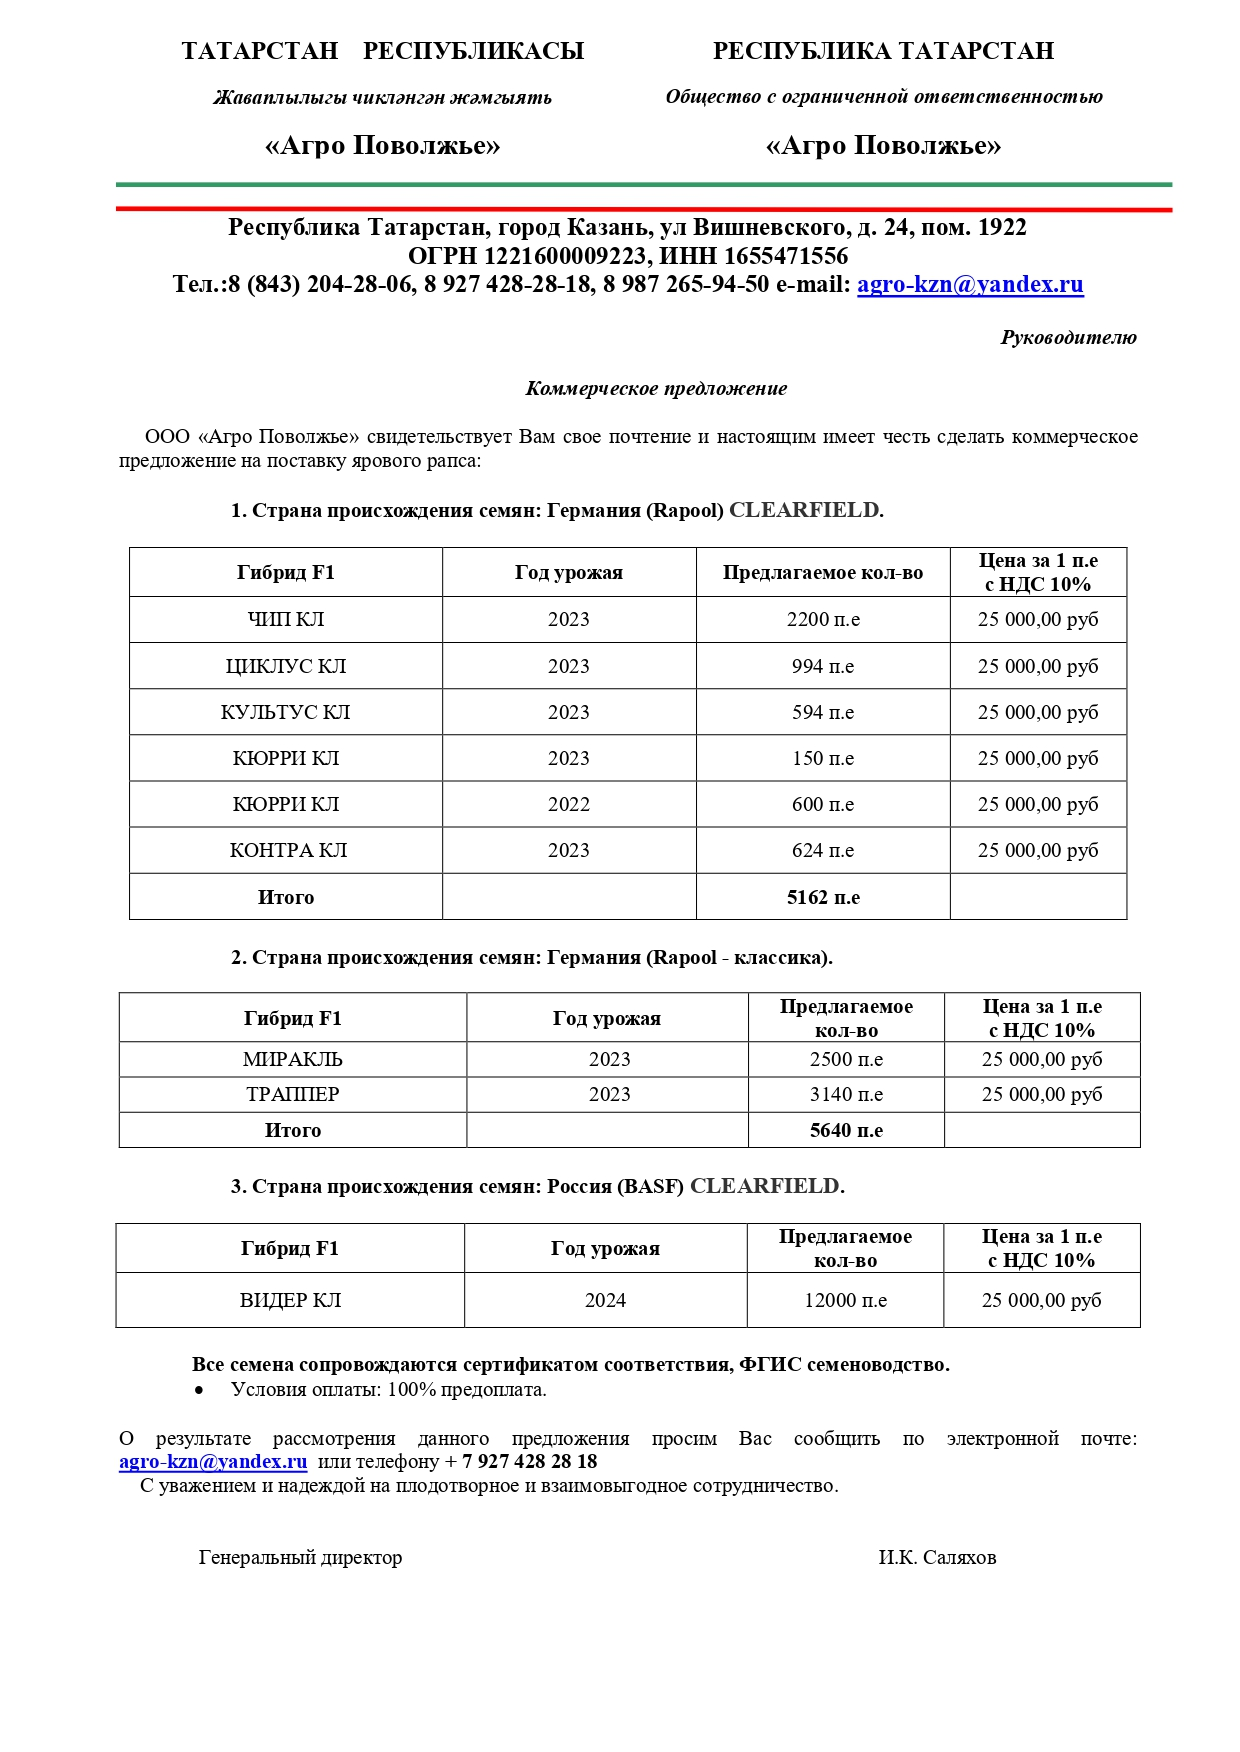 ТАТАРСТАН РЕСПУБЛИКАСЫ
Жаваплылыгы чикләнгән җәмгыять
«Агро Поволжье»
РЕСПУБЛИКА ТАТАРСТАН
Общество с ограниченной ответственностью
«Агро Поволжье»
Республика Татарстан, город Казань, ул Вишневского, д. 24, пом. 1922
ОГРН 1221600009223, ИНН 1655471556
Тел.:8 (843) 204-28-06, 8 927 428-28-18, 8 987 265-94-50 e-mail: agro-kzn@yandex.ru
Руководителю
Коммерческое предложение
ООО «Агро Поволжье» свидетельствует Вам свое почтение и настоящим имеет честь сделать коммерческое
предложение на поставку ярового рапса:
1. Страна происхождения семян: Германия (Rapool) CLEARFIELD.
Гибрид F1 Год урожая Предлагаемое кол-во Цена за 1 п.е
с НДС 10%
ЧИП КЛ 2023 2200 п.е 25 000,00 руб
ЦИКЛУС КЛ 2023 994 п.е 25 000,00 руб
КУЛЬТУС КЛ 2023 594 п.е 25 000,00 руб
КЮРРИ КЛ 2023 150 п.е 25 000,00 руб
КЮРРИ КЛ 2022 600 п.е 25 000,00 руб
КОНТРА КЛ 2023 624 п.е 25 000,00 руб
Итого 5162 п.е
2. Страна происхождения семян: Германия (Rapool - классика).
Гибрид F1 Год урожая Предлагаемое Цена за 1 п.е
кол-во с НДС 10%
МИРАКЛЬ 2023 2500 п.е 25 000,00 руб
ТРАППЕР 2023 3140 п.е 25 000,00 руб
Итого 5640 п.е
3. Страна происхождения семян: Россия (BASF) CLEARFIELD.
Гибрид F1 Год урожая Предлагаемое Цена за 1 п.е
кол-во с НДС 10%
ВИДЕР КЛ 2024 12000 п.е 25 000,00 руб
Все семена сопровождаются сертификатом соответствия, ФГИС семеноводство.
• Условия оплаты: 100% предоплата.
О результате рассмотрения данного предложения просим Вас сообщить по электронной почте:
agro-kzn@yandex.ru или телефону + 7 927 428 28 18
С уважением и надеждой на плодотворное и взаимовыгодное сотрудничество.
Генеральный директор И.К. Саляхов